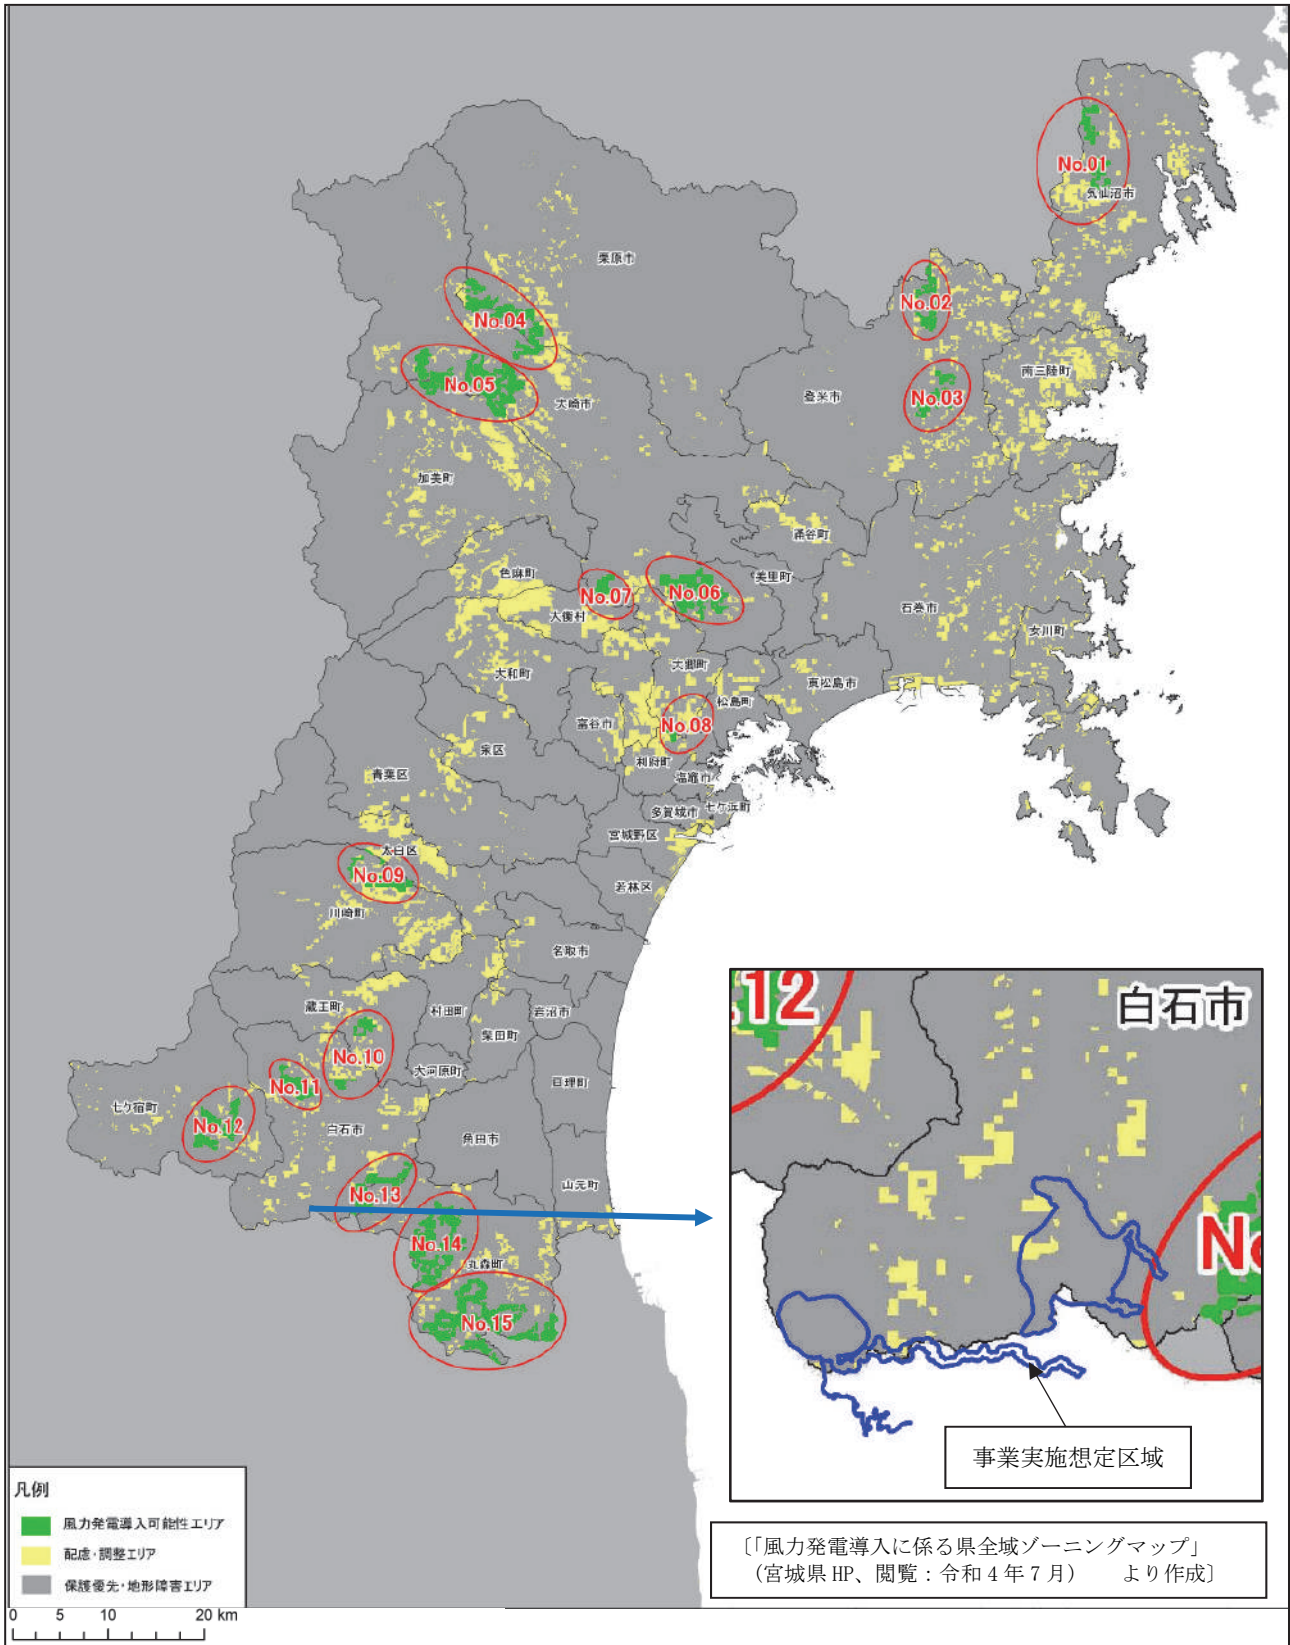 No.01
気仙沼市
栗原市
No.02
No.04
No.05
大崎市
No.03
南三陸町
登米市
加美町
涌谷町
色麻町
No.07
No.06
美里町
大衡村
石巻市
女川町
大和町
大郷町
東松島市
松島町
富谷市
No.08
泉区
利府町
青葉区
塩竈市
多賀城市
七ケ浜町
宮城野区
太白区
No.09
若林区
川崎町
名取市
蔵王町
村田町
岩沼市
柴田町
No.10
大河原町
No.11
亘理町
七ケ宿町
No.12
白石市
角田市
No.13
山元町
No.14
丸森町
No.15
.12
白石市
No
事業実施想定区域
凡例
風力発電導入可能性エリア
配慮・調整エリア
保護優先・地形障害エリア
0 5 10 20 km
〔「風力発電導入に係る県全域ゾーニングマップ」
(宮城県 HP、閲覧：令和 4 年 7 月) より作成〕